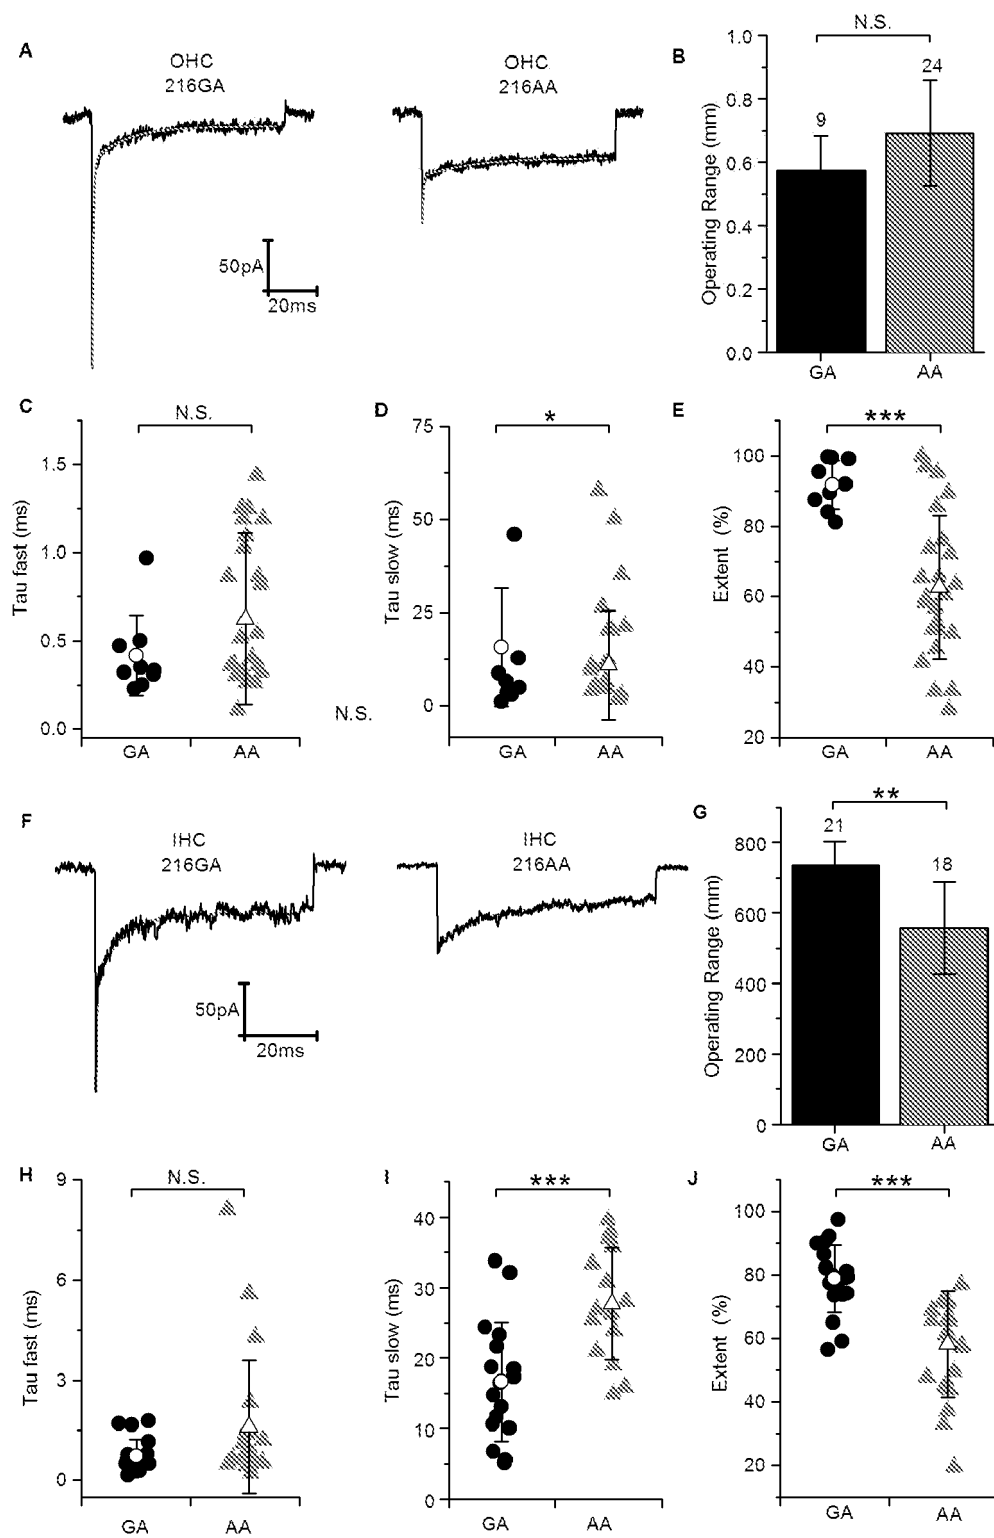 A
OHC
216GA
OHC
216AA
50pA
20ms
B
N.S.
Operating Range (mm)
1.0
0.8
0.6
0.4
0.2
0.0
9
24
GA
AA
C
N.S.
Tau fast (ms)
1.5
1.0
0.5
0.0
GA
AA
N.S.
D
*
Tau slow (ms)
75
50
25
0
GA
AA
E
***
Extent (%)
100
80
60
40
20
GA
AA
F
IHC
216GA
IHC
216AA
50pA
20ms
G
**
Operating Range (mm)
800
600
400
200
0
21
18
GA
AA
H
N.S.
Tau fast (ms)
9
6
3
0
GA
AA
I
***
Tau slow (ms)
40
30
20
10
0
GA
AA
J
***
Extent (%)
100
80
60
40
20
GA
AA